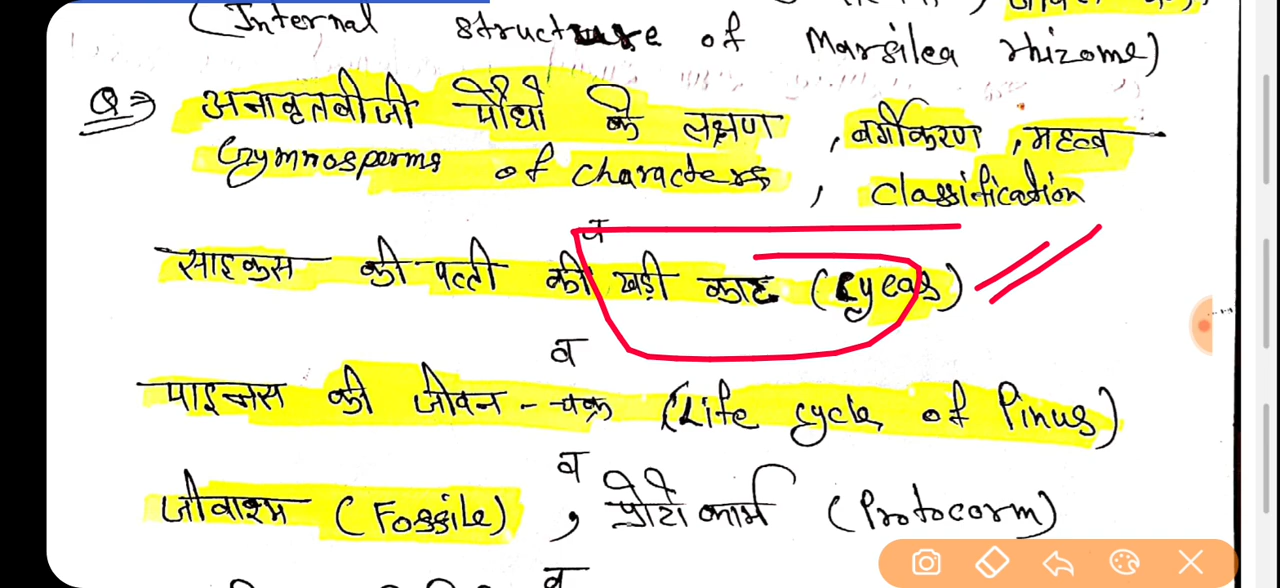 (Internal structure of Marsilea rhizome)
Q⇒ अनावृतबीजी पौधों के लक्षण , वर्गीकरण , महत्व
Gymnosperms of characters , classification
व
साइकस की पत्ती की खड़ी काट (Cycas)
व
पाइनस की जीवन - चक्र (Life cycle of Pinus)
व
जीवाश्म (Fossile) , प्रोटोकार्म (Protocorm)
व